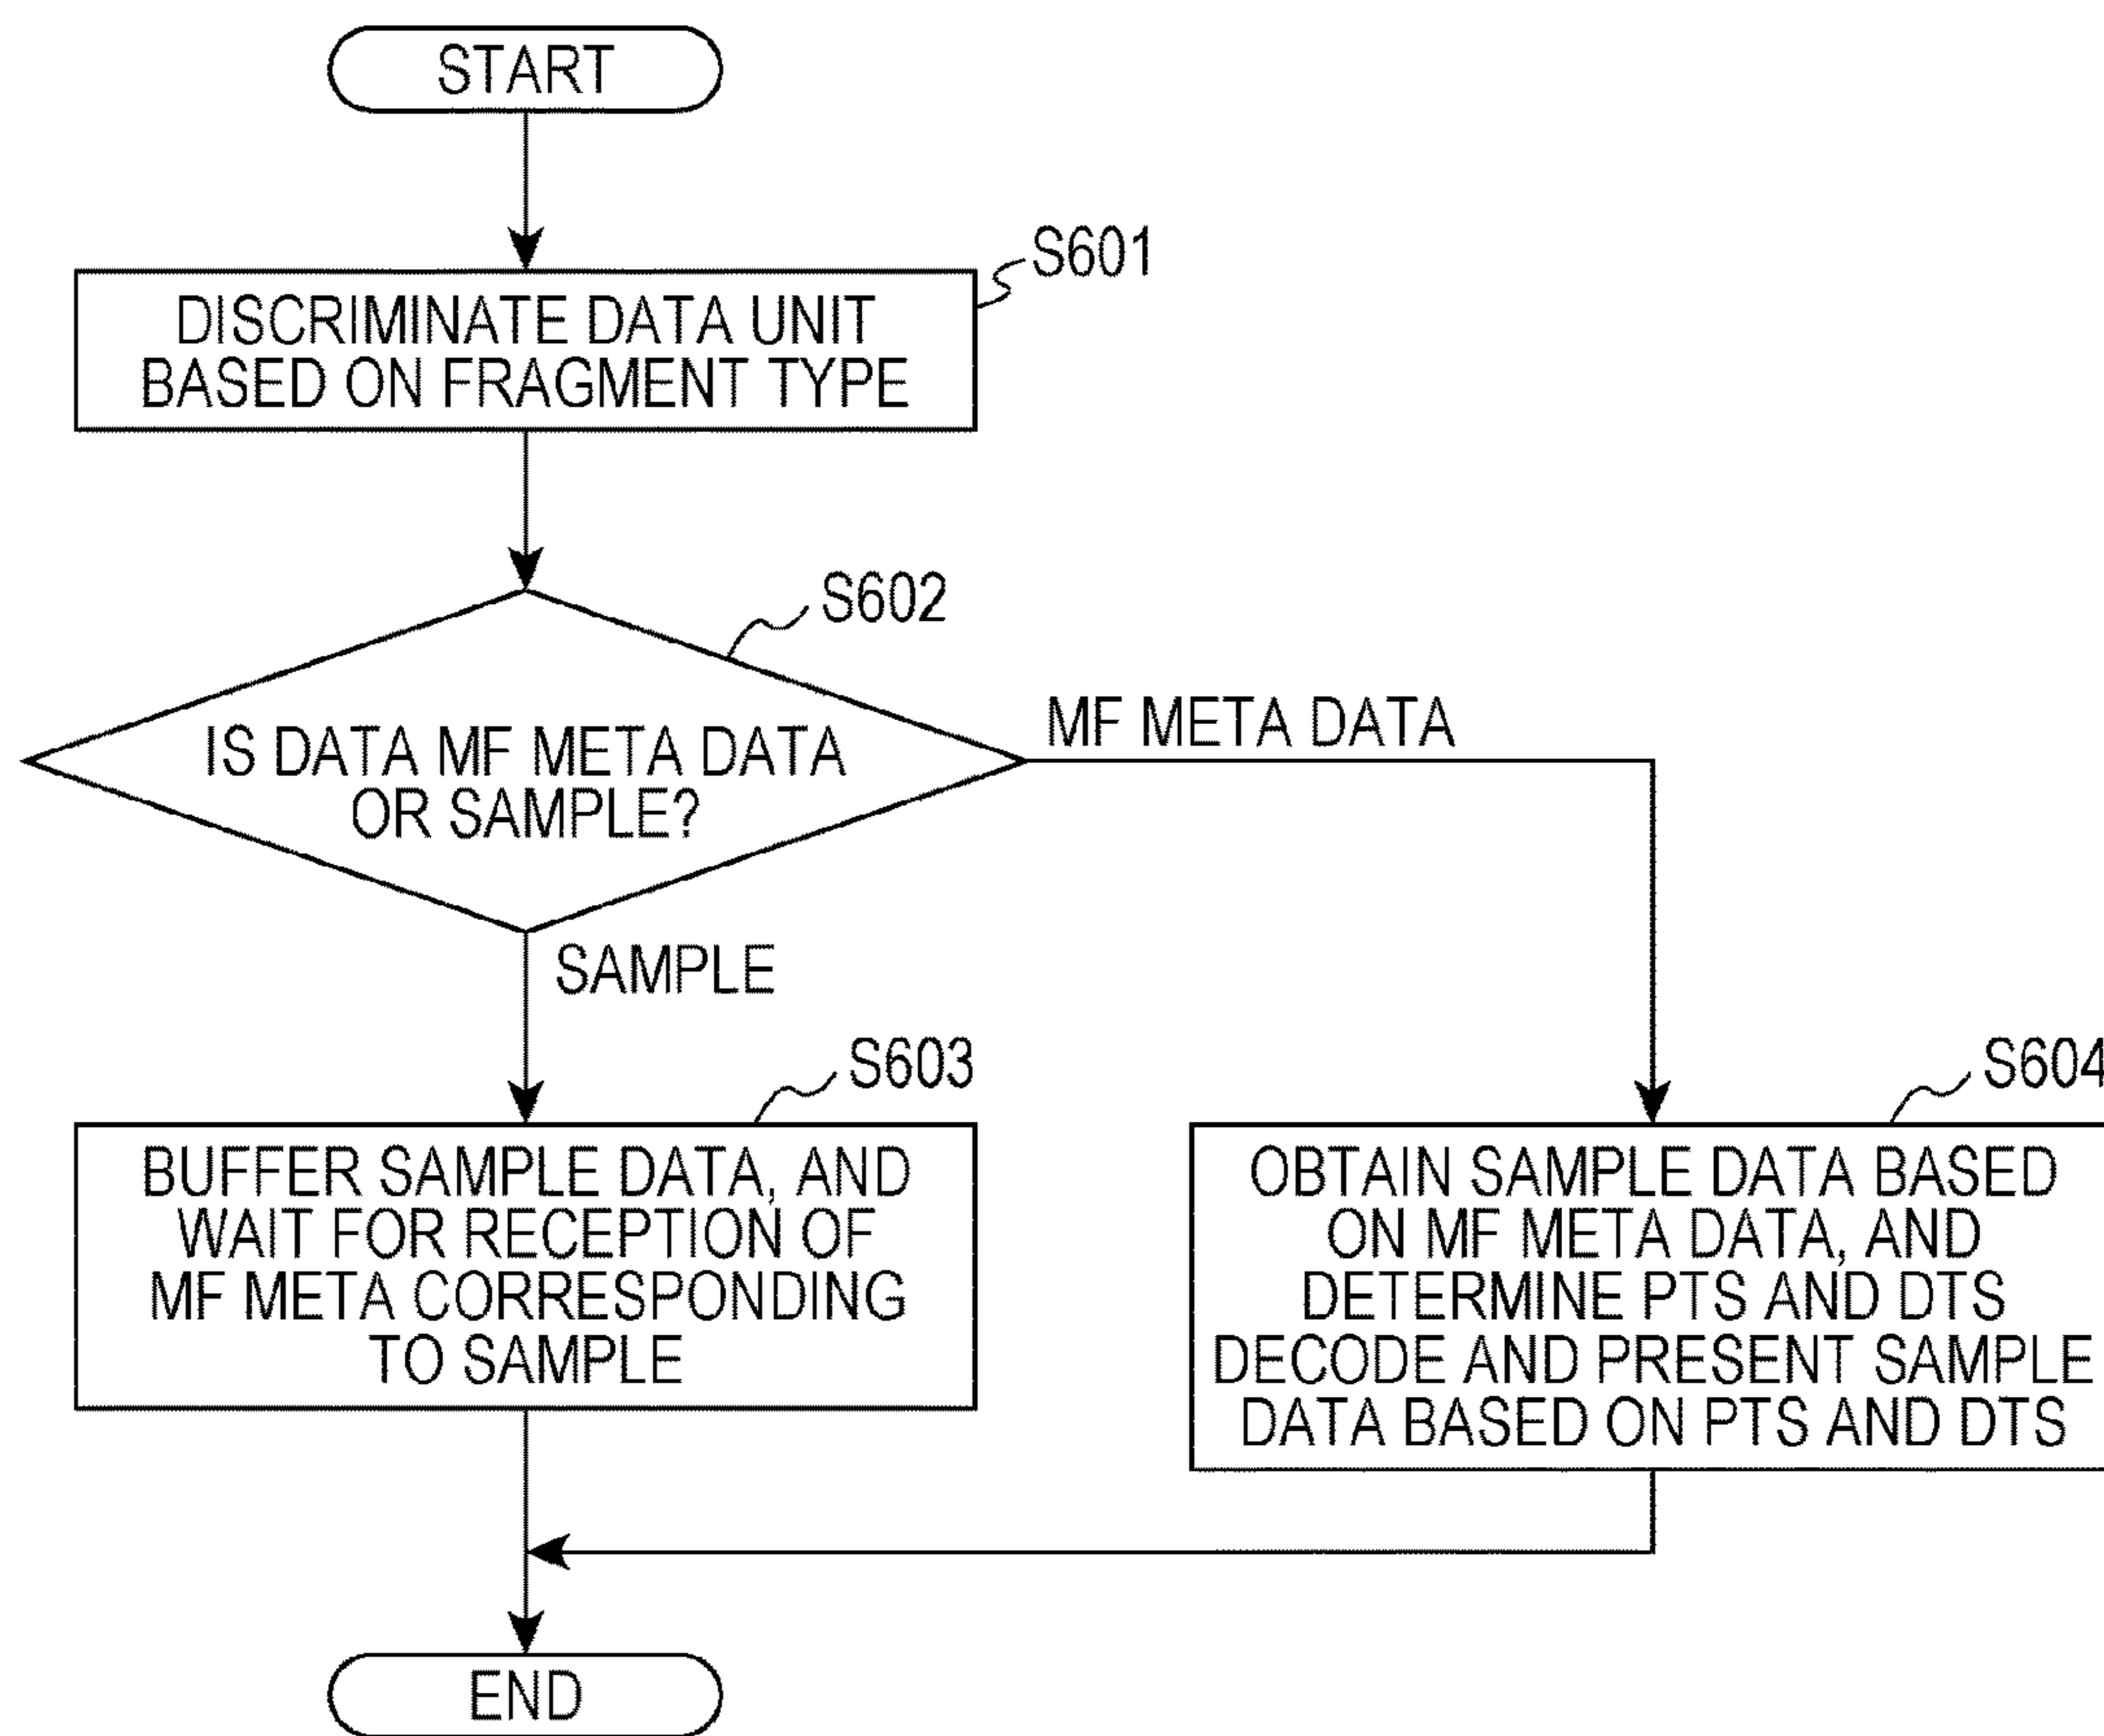 START
S601
DISCRIMINATE DATA UNIT
BASED ON FRAGMENT TYPE
S602
IS DATA MF META DATA
OR SAMPLE?
MF META DATA
SAMPLE
S603
BUFFER SAMPLE DATA, AND
WAIT FOR RECEPTION OF
MF META CORRESPONDING
TO SAMPLE
S604
OBTAIN SAMPLE DATA BASED
ON MF META DATA, AND
DETERMINE PTS AND DTS
DECODE AND PRESENT SAMPLE
DATA BASED ON PTS AND DTS
END